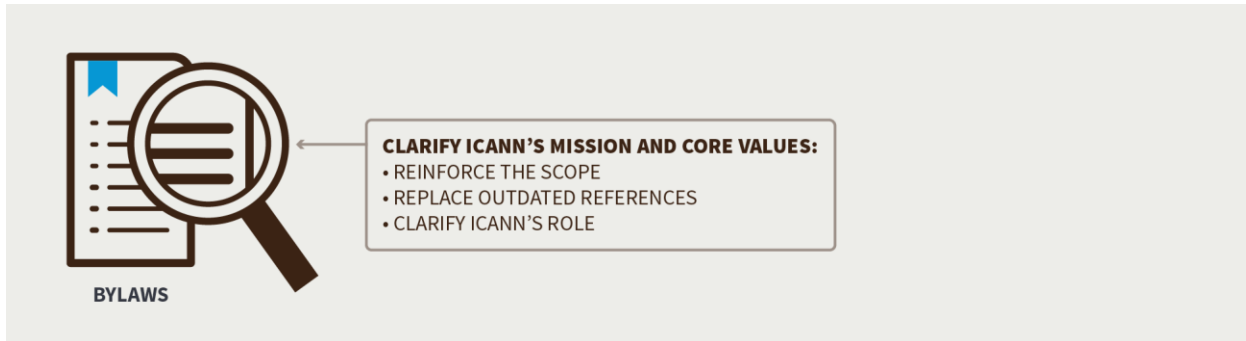 CLARIFY ICANN’S MISSION AND CORE VALUES:
• REINFORCE THE SCOPE
• REPLACE OUTDATED REFERENCES
• CLARIFY ICANN’S ROLE
BYLAWS